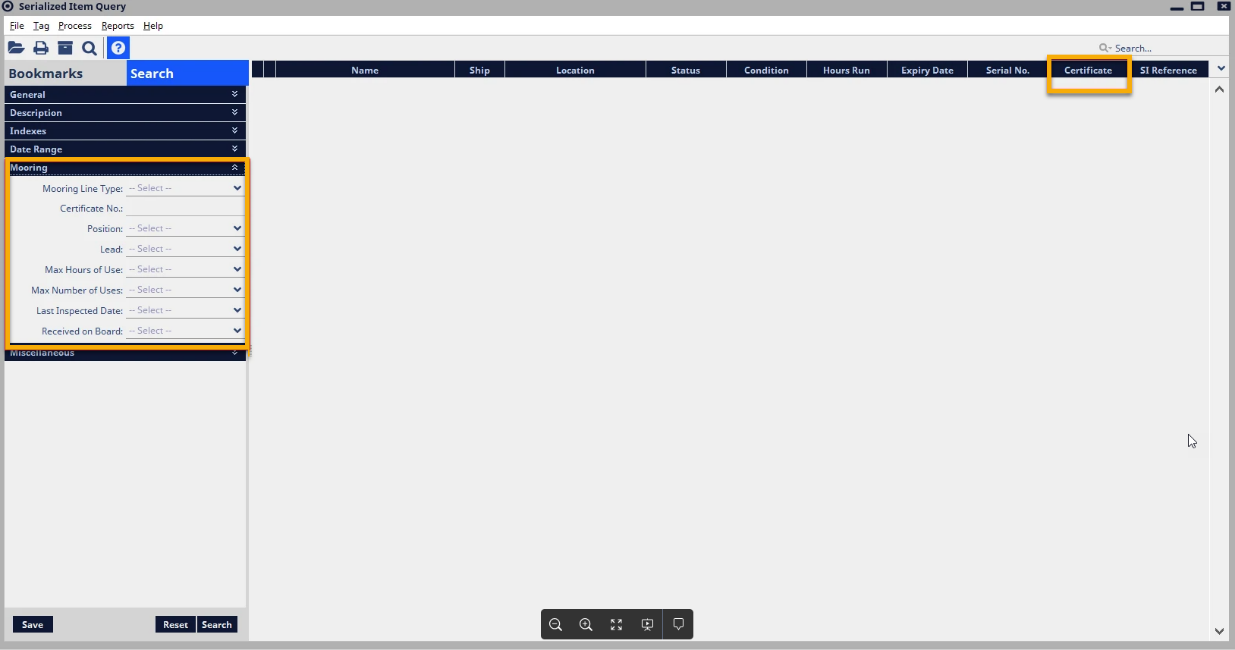 Serialized Item Query
File Tag Process Reports Help
? Search...
Bookmarks Search
Name Ship Location Status Condition Hours Run Expiry Date Serial No. Certificate SI Reference
General
Description
Indexes
Date Range
Mooring
Mooring Line Type: -- Select --
Certificate No.:
Position: -- Select --
Lead: -- Select --
Max Hours of Use: -- Select --
Max Number of Uses: -- Select --
Last Inspected Date: -- Select --
Received on Board: -- Select --
Miscellaneous
Save Reset Search